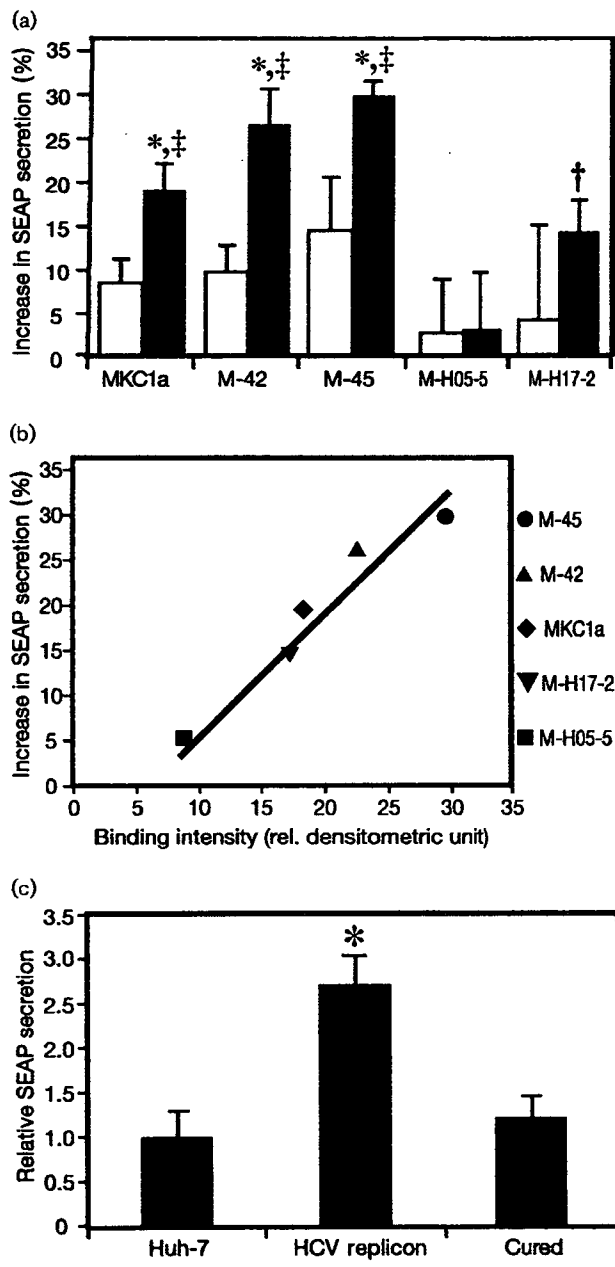 (a)
Increase in SEAP secretion (%)
35
30
25
20
15
10
5
0
*,‡
*,‡
*,‡
†
MKC1a
M-42
M-45
M-H05-5
M-H17-2
(b)
Increase in SEAP secretion (%)
35
30
25
20
15
10
5
0
0 5 10 15 20 25 30 35
Binding intensity (rel. densitometric unit)
M-45
M-42
MKC1a
M-H17-2
M-H05-5
(c)
Relative SEAP secretion
3.5
3.0
2.5
2.0
1.5
1.0
0.5
0
*
Huh-7
HCV replicon
Cured